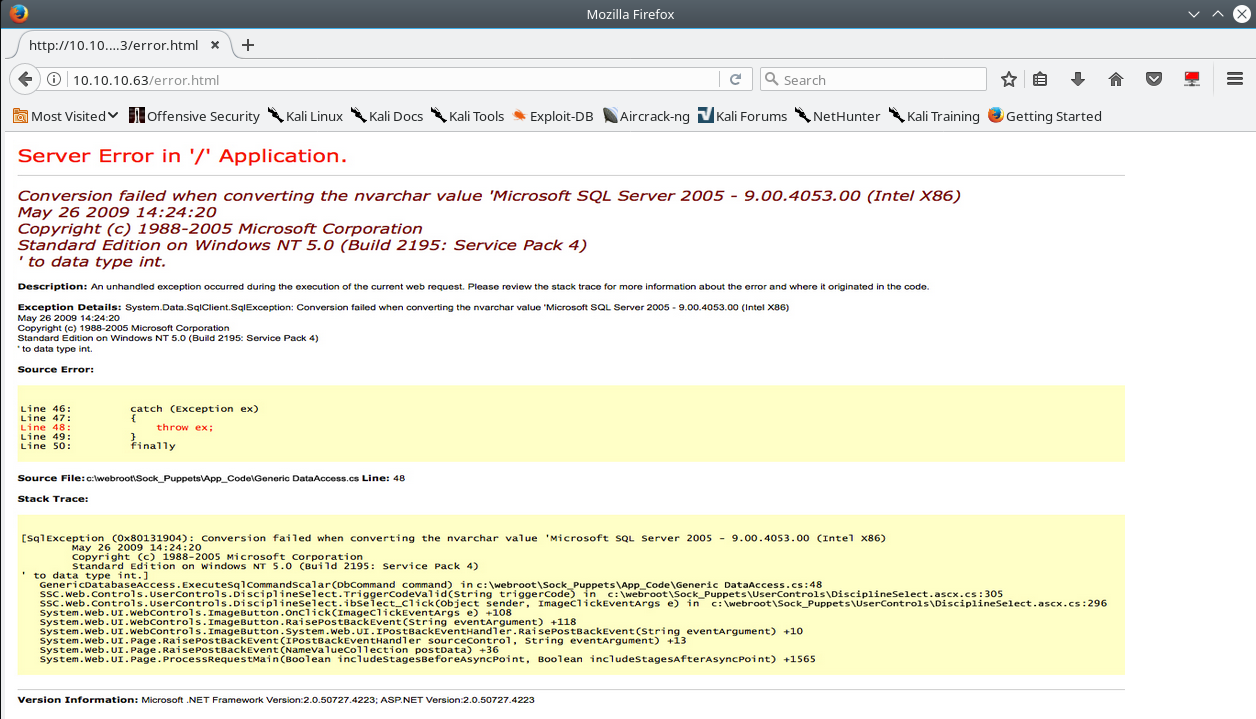 Mozilla Firefox
http://10.10....3/error.html
10.10.10.63/error.html
Search
Most Visited
Offensive Security
Kali Linux
Kali Docs
Kali Tools
Exploit-DB
Aircrack-ng
Kali Forums
NetHunter
Kali Training
Getting Started
Server Error in '/' Application.
Conversion failed when converting the nvarchar value 'Microsoft SQL Server 2005 - 9.00.4053.00 (Intel X86)
May 26 2009 14:24:20
Copyright (c) 1988-2005 Microsoft Corporation
Standard Edition on Windows NT 5.0 (Build 2195: Service Pack 4)
' to data type int.
Description: An unhandled exception occurred during the execution of the current web request. Please review the stack trace for more information about the error and where it originated in the code.
Exception Details: System.Data.SqlClient.SqlException: Conversion failed when converting the nvarchar value 'Microsoft SQL Server 2005 - 9.00.4053.00 (Intel X86)
May 26 2009 14:24:20
Copyright (c) 1988-2005 Microsoft Corporation
Standard Edition on Windows NT 5.0 (Build 2195: Service Pack 4)
' to data type int.
Source Error:
Line 46: catch (Exception ex)
Line 47: {
Line 48: throw ex;
Line 49: }
Line 50: finally
Source File: c:\webroot\Sock_Puppets\App_Code\Generic DataAccess.cs Line: 48
Stack Trace:
[SqlException (0x80131904): Conversion failed when converting the nvarchar value 'Microsoft SQL Server 2005 - 9.00.4053.00 (Intel X86)
May 26 2009 14:24:20
Copyright (c) 1988-2005 Microsoft Corporation
Standard Edition on Windows NT 5.0 (Build 2195: Service Pack 4)
' to data type int.]
GenericDatabaseAccess.ExecuteSqlCommandScalar(DbCommand command) in c:\webroot\Sock_Puppets\App_Code\Generic DataAccess.cs:48
SSC.Web.Controls.UserControls.DisciplineSelect.TriggerCodeValid(String triggerCode) in c:\webroot\Sock_Puppets\UserControls\DisciplineSelect.ascx.cs:305
SSC.Web.Controls.UserControls.DisciplineSelect.ibSelect_Click(Object sender, ImageClickEventArgs e) in c:\webroot\Sock_Puppets\UserControls\DisciplineSelect.ascx.cs:296
System.Web.UI.WebControls.ImageButton.OnClick(ImageClickEventArgs e) +108
System.Web.UI.WebControls.ImageButton.RaisePostBackEvent(String eventArgument) +118
System.Web.UI.WebControls.ImageButton.System.Web.UI.IPostBackEventHandler.RaisePostBackEvent(String eventArgument) +10
System.Web.UI.Page.RaisePostBackEvent(IPostBackEventHandler sourceControl, String eventArgument) +13
System.Web.UI.Page.RaisePostBackEvent(NameValueCollection postData) +36
System.Web.UI.Page.ProcessRequestMain(Boolean includeStagesBeforeAsyncPoint, Boolean includeStagesAfterAsyncPoint) +1565
Version Information: Microsoft .NET Framework Version:2.0.50727.4223; ASP.NET Version:2.0.50727.4223